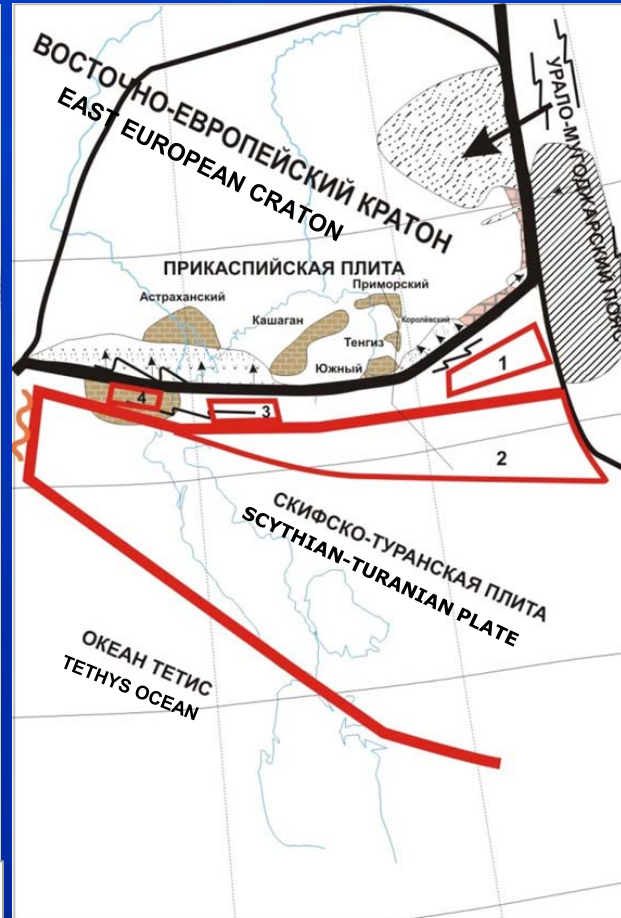 ВОСТОЧНО-ЕВРОПЕЙСКИЙ КРАТОН
EAST EUROPEAN CRATON
УРАЛО-МУГОДЖАРСКИЙ ПОЯС
ПРИКАСПИЙСКАЯ ПЛИТА
Астраханский
Приморский
Кашаган
Королёвский
Тенгиз
Южный
1
4
3
2
СКИФСКО-ТУРАНСКАЯ ПЛИТА
SCYTHIAN-TURANIAN PLATE
ОКЕАН ТЕТИС
TETHYS OCEAN